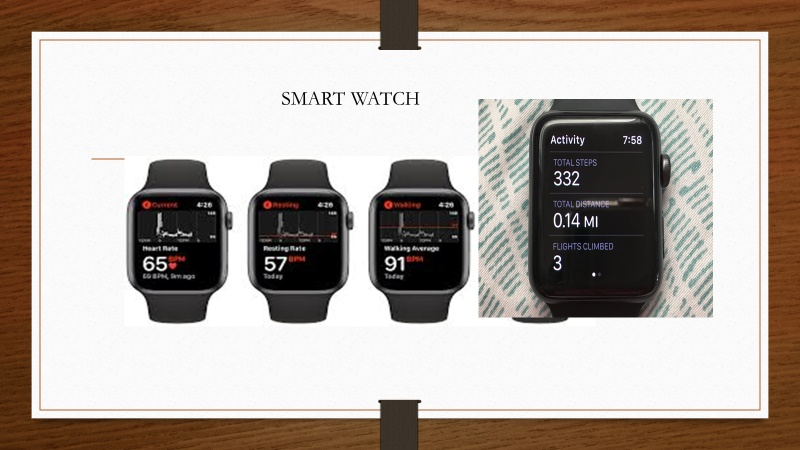 SMART WATCH
Current 4:26
Heart Rate
65 BPM
69 BPM, 9m ago
Resting 4:26
Resting Rate
57 BPM
Today
Walking 4:26
Walking Average
91 BPM
Today
Activity 7:58
TOTAL STEPS
332
TOTAL DISTANCE
0.14 MI
FLIGHTS CLIMBED
3